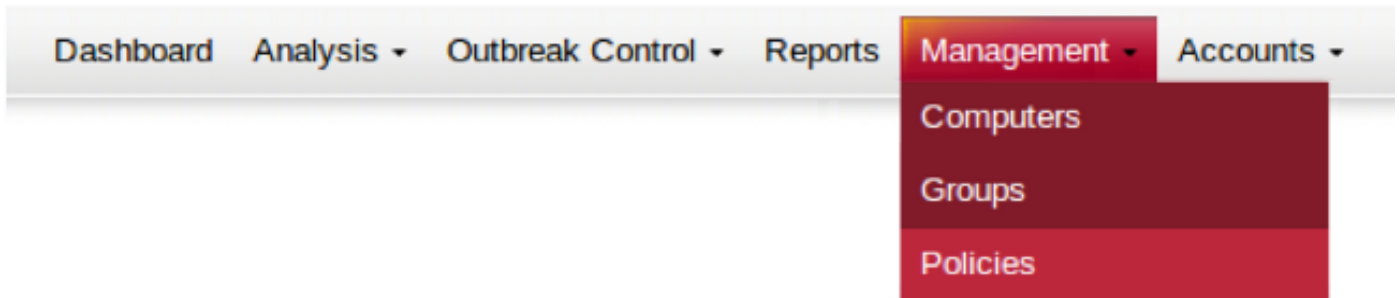 Dashboard Analysis Outbreak Control Reports Management Accounts
Computers
Groups
Policies